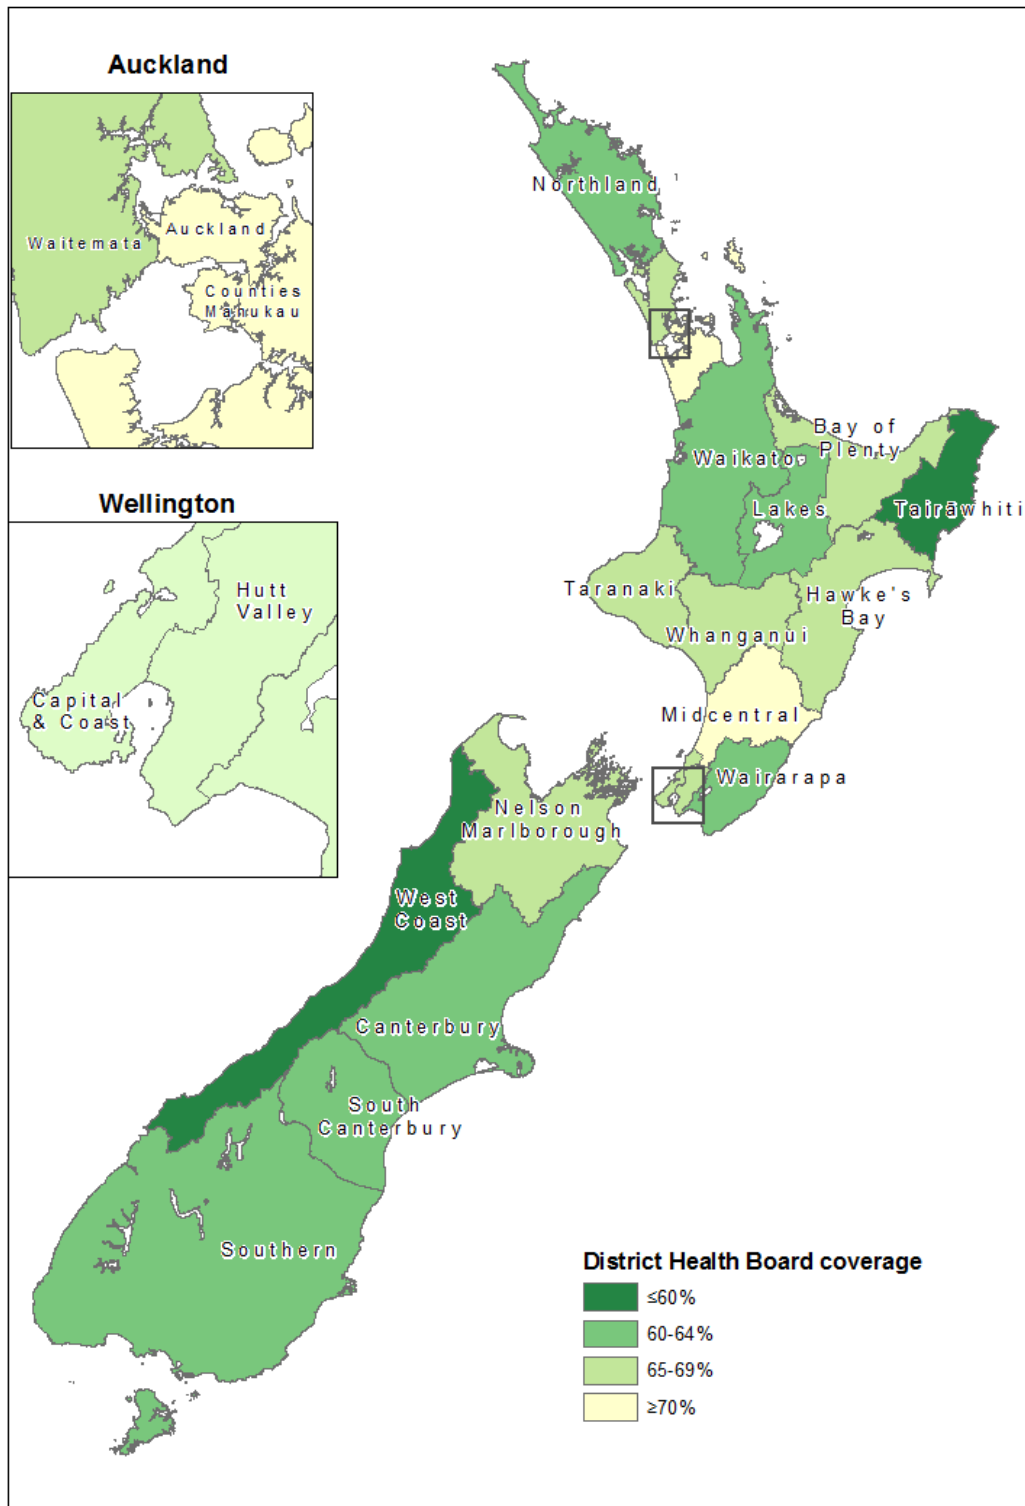 Auckland
Waitemata
Auckland
Counties
Manukau
Wellington
Hutt
Valley
Capital
& Coast
Northland
Bay of
Plenty
Waikato
Lakes
Tairāwhiti
Taranaki
Hawke's
Bay
Whanganui
Midcentral
Wairarapa
Nelson
Marlborough
West
Coast
Canterbury
South
Canterbury
Southern
District Health Board coverage
≤60%
60-64%
65-69%
≥70%